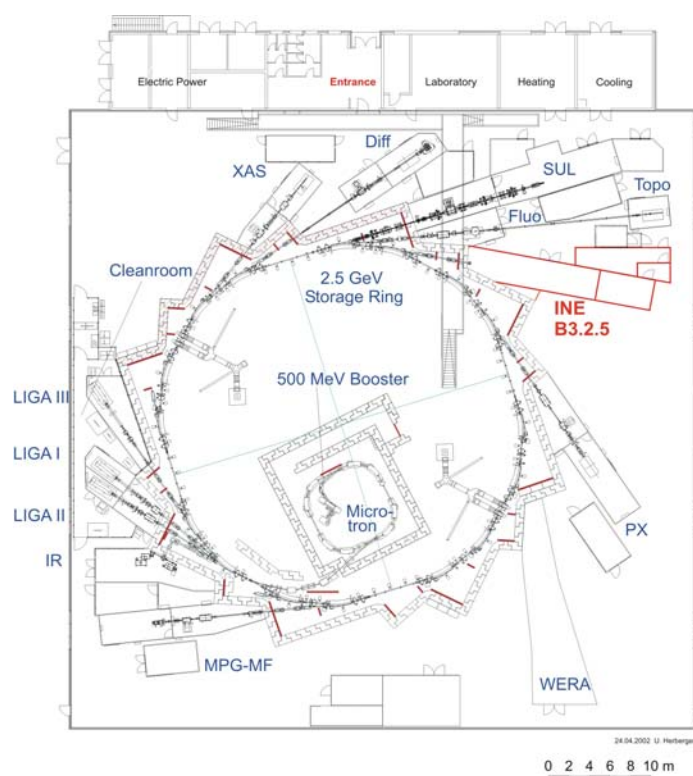 Electric Power
Entrance
Laboratory
Heating
Cooling
Diff
XAS
SUL
Topo
Fluo
Cleanroom
2.5 GeV
Storage Ring
INE
B3.2.5
500 MeV Booster
LIGA III
LIGA I
LIGA II
Micro-
tron
IR
PX
MPG-MF
WERA
24.04.2002 U. Herberger
0 2 4 6 8 10 m